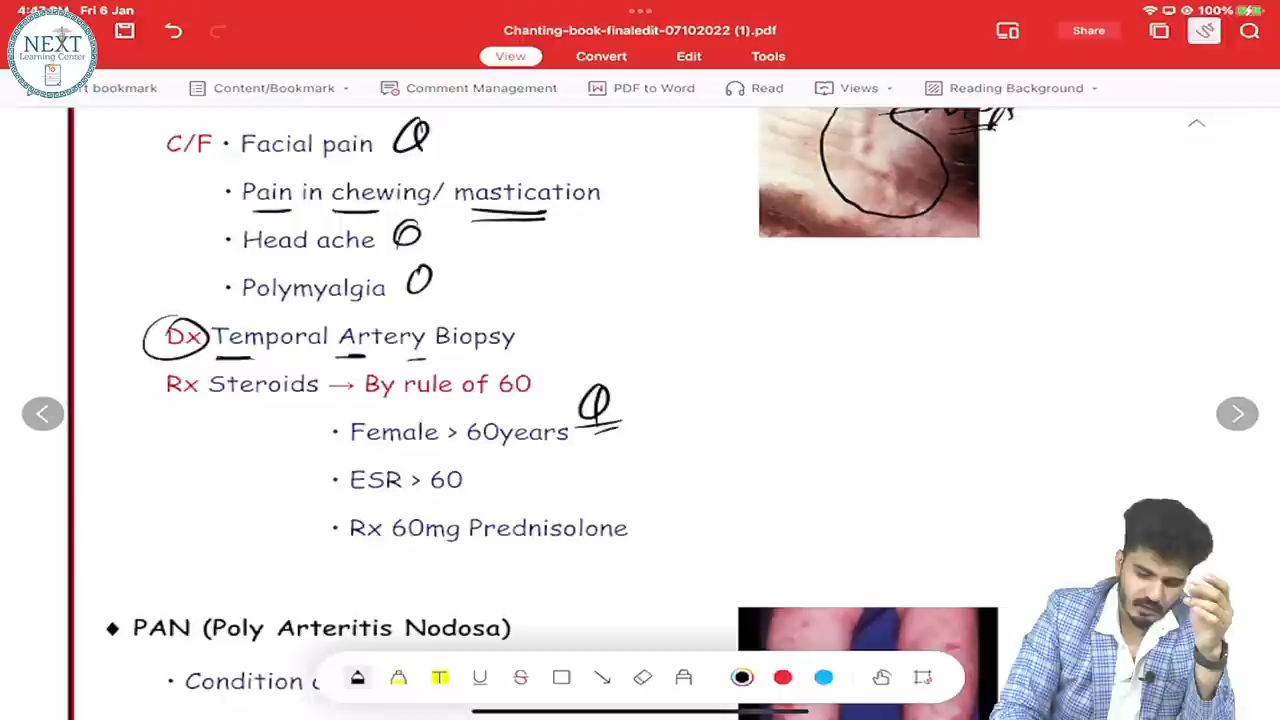 4:47 PM Fri 6 Jan
100%
NEXT
Learning Center
Chanting-book-finaledit-07102022 (1).pdf
Share
View Convert Edit Tools
bookmark Content/Bookmark Comment Management PDF to Word Read Views Reading Background
C/F • Facial pain
• Pain in chewing/ mastication
• Head ache
• Polymyalgia
Dx Temporal Artery Biopsy
Rx Steroids → By rule of 60
• Female > 60years
• ESR > 60
• Rx 60mg Prednisolone
◆ PAN (Poly Arteritis Nodosa)
• Condition